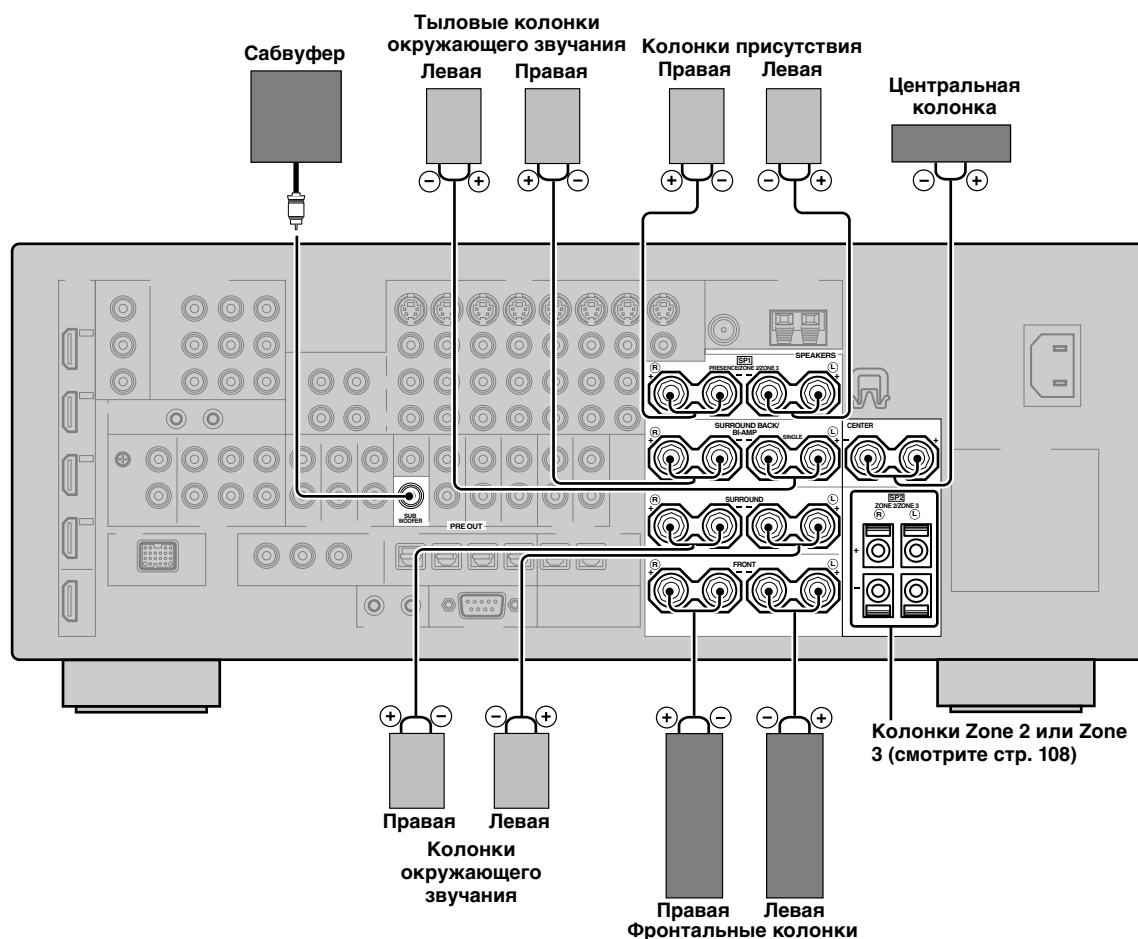 Тыловые колонки
окружающего звучания
Сабвуфер
Левая Правая
Колонки присутствия
Правая Левая
Центральная
колонка
− + + − + − − + − +
SP1
SPEAKERS
R PRESENCE/ZONE 2/ZONE 3 L
+ − − +
R SURROUND BACK/ L
BI-AMP
SINGLE
+ − − +
CENTER
− +
SUB
WOOFER
PRE OUT
R SURROUND L
+ − − +
SP2
ZONE 2/ZONE 3
R L
+
−
R FRONT L
+ − − +
+ − − + + − − +
Колонки Zone 2 или Zone
3 (смотрите стр. 108)
Правая Левая
Колонки
окружающего
звучания
Правая Левая
Фронтальные колонки